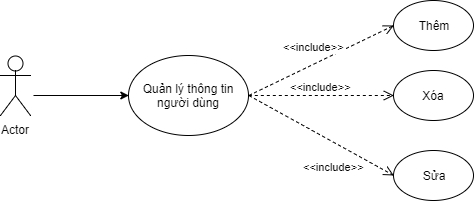 Thêm
<<include>>
Quản lý thông tin
người dùng
<<include>>
Xóa
Actor
<<include>>
Sửa